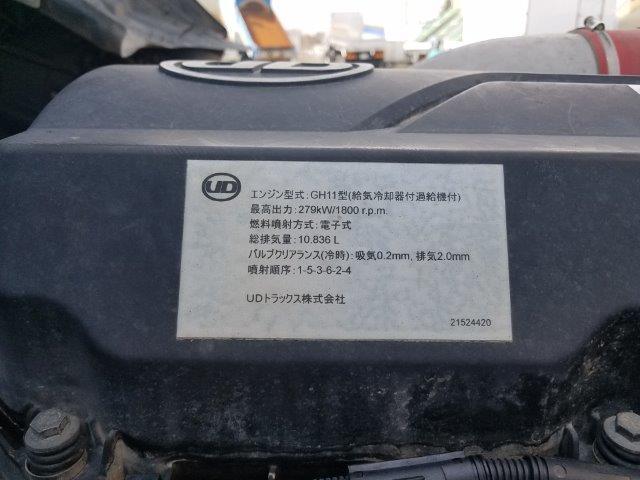 UD
UD
エンジン型式:GH11型(給気冷却器付過給機付)
最高出力:279kW/1800 r.p.m.
燃料噴射方式:電子式
総排気量:10.836 L
バルブクリアランス(冷時):吸気0.2mm, 排気2.0mm
噴射順序:1-5-3-6-2-4
UDトラックス株式会社
21524420